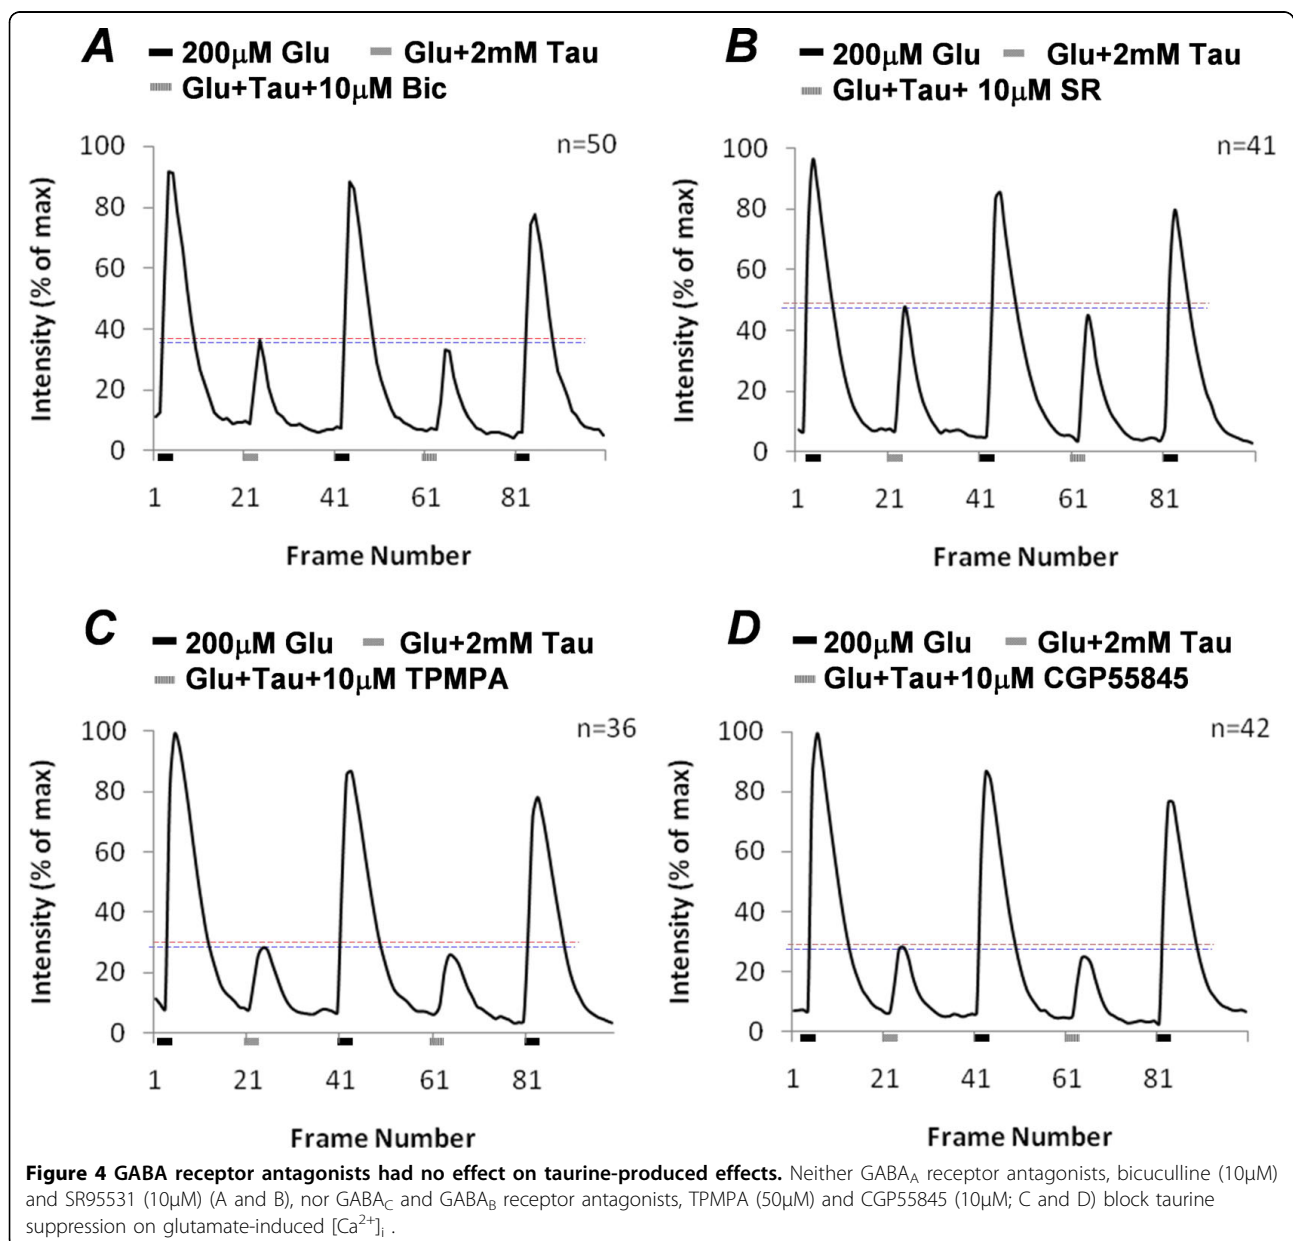 A
200μM Glu Glu+2mM Tau
Glu+Tau+10μM Bic
n=50
Intensity (% of max)
100
80
60
40
20
0
1 21 41 61 81
Frame Number
B
200μM Glu Glu+2mM Tau
Glu+Tau+ 10μM SR
n=41
Intensity (% of max)
100
80
60
40
20
0
1 21 41 61 81
Frame Number
C
200μM Glu Glu+2mM Tau
Glu+Tau+10μM TPMPA
n=36
Intensity (% of max)
100
80
60
40
20
0
1 21 41 61 81
Frame Number
D
200μM Glu Glu+2mM Tau
Glu+Tau+10μM CGP55845
n=42
Intensity (% of max)
100
80
60
40
20
0
1 21 41 61 81
Frame Number
Figure 4 GABA receptor antagonists had no effect on taurine-produced effects. Neither GABA_A receptor antagonists, bicuculline (10μM)
and SR95531 (10μM) (A and B), nor GABA_C and GABA_B receptor antagonists, TPMPA (50μM) and CGP55845 (10μM; C and D) block taurine
suppression on glutamate-induced [Ca²⁺]ᵢ .